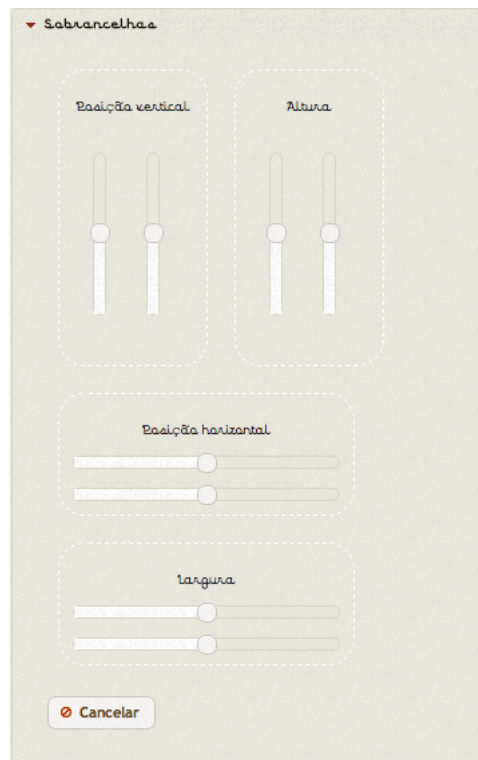 Sobrancelhas
Posição vertical
Altura
Posição horizontal
Largura
Cancelar